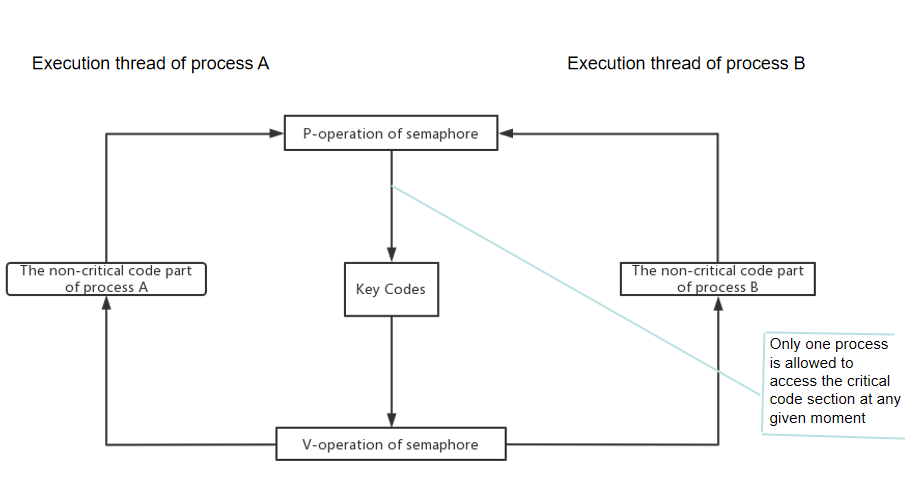 Execution thread of process A
Execution thread of process B
P-operation of semaphore
The non-critical code part
of process A
Key Codes
The non-critical code part
of process B
Only one process
is allowed to
access the critical
code section at any
given moment
V-operation of semaphore